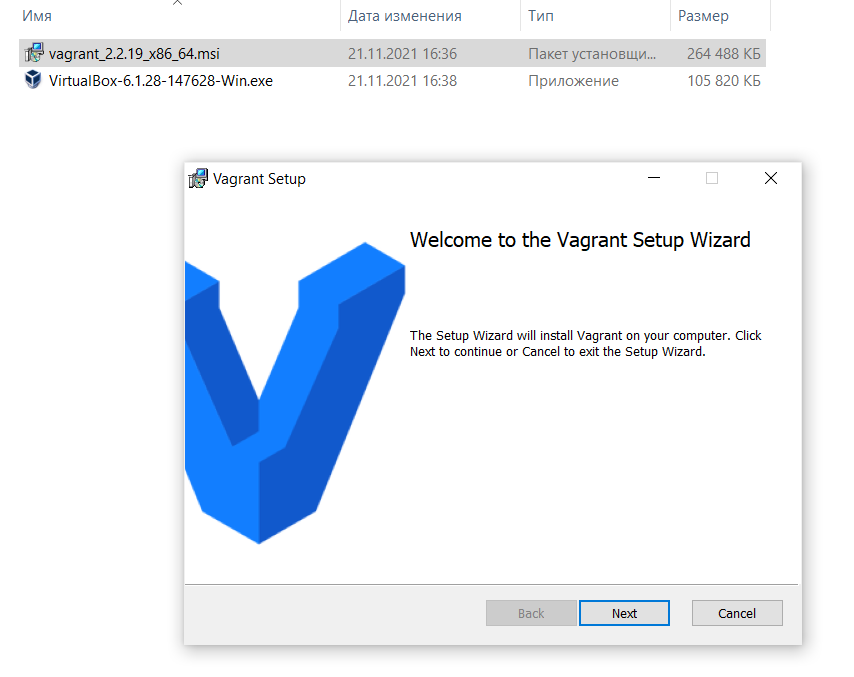 Имя Дата изменения Тип Размер
vagrant_2.2.19_x86_64.msi 21.11.2021 16:36 Пакет установщи... 264 488 КБ
VirtualBox-6.1.28-147628-Win.exe 21.11.2021 16:38 Приложение 105 820 КБ
Vagrant Setup
Welcome to the Vagrant Setup Wizard
The Setup Wizard will install Vagrant on your computer. Click
Next to continue or Cancel to exit the Setup Wizard.
Back Next Cancel